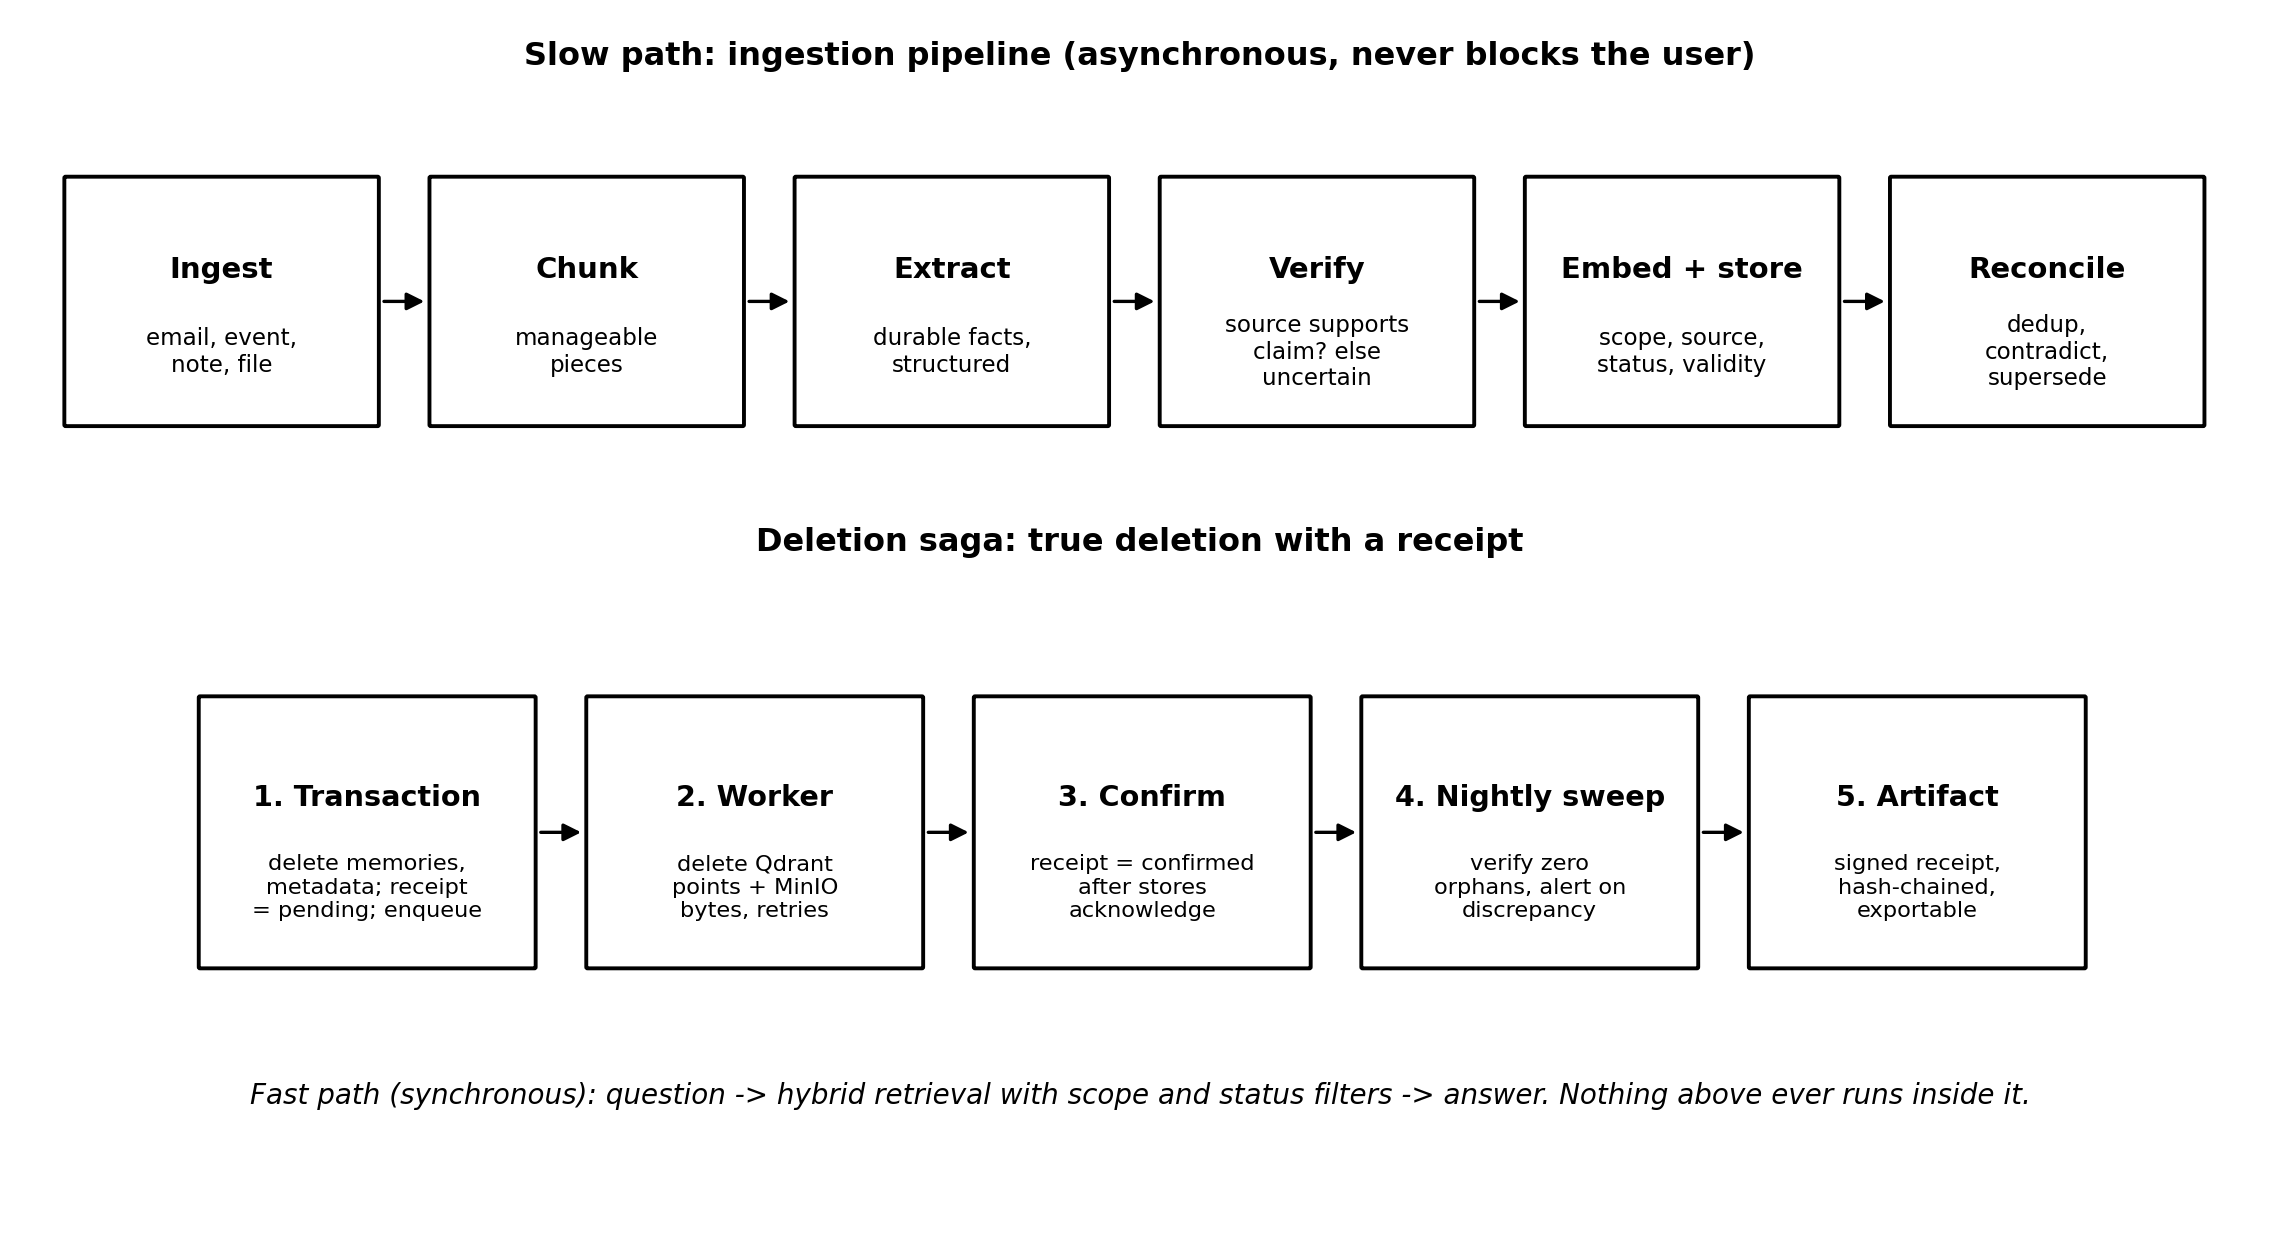 Slow path: ingestion pipeline (asynchronous, never blocks the user)
Ingest
email, event,
note, file
Chunk
manageable
pieces
Extract
durable facts,
structured
Verify
source supports
claim? else
uncertain
Embed + store
scope, source,
status, validity
Reconcile
dedup,
contradict,
supersede
Deletion saga: true deletion with a receipt
1. Transaction
delete memories,
metadata; receipt
= pending; enqueue
2. Worker
delete Qdrant
points + MinIO
bytes, retries
3. Confirm
receipt = confirmed
after stores
acknowledge
4. Nightly sweep
verify zero
orphans, alert on
discrepancy
5. Artifact
signed receipt,
hash-chained,
exportable
Fast path (synchronous): question -> hybrid retrieval with scope and status filters -> answer. Nothing above ever runs inside it.